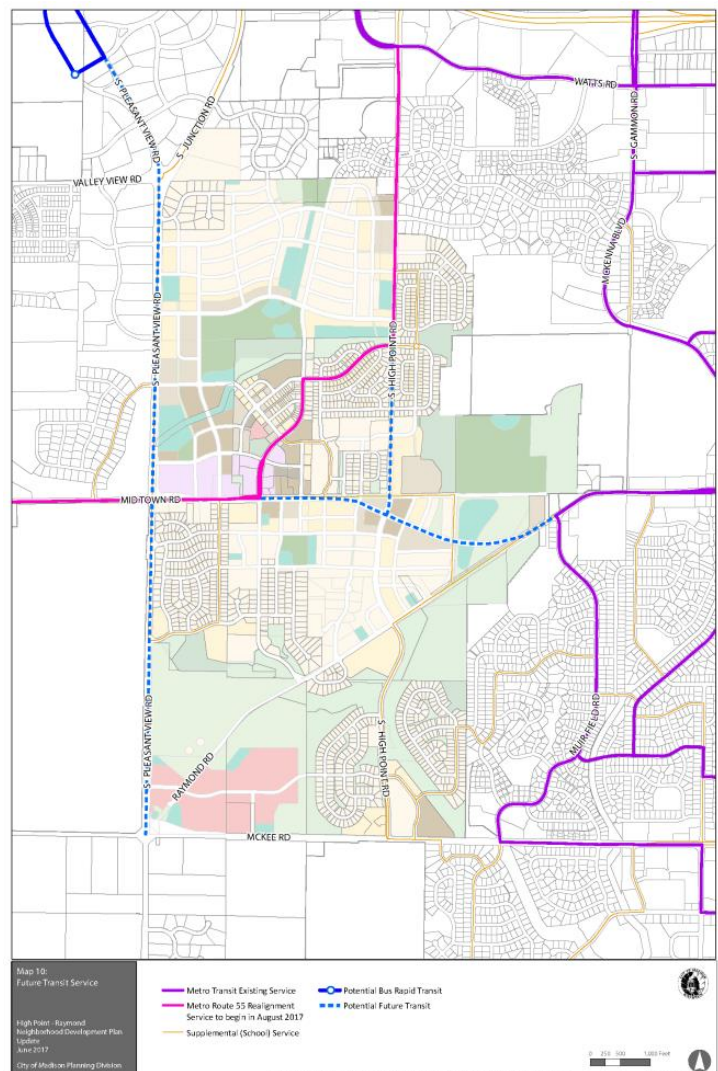 S PLEASANT VIEW RD
S JUNCTION RD
WATTS RD
S GAMMON RD
VALLEY VIEW RD
MCKENNA BLVD
S PLEASANT VIEW RD
S HIGH POINT RD
MID TOWN RD
S PLEASANT VIEW RD
S HIGH POINT RD
MUIR FIELD RD
RAYMOND RD
MCKEE RD
Map 10:
Future Transit Service
High Point - Raymond
Neighborhood Development Plan
Update
June 2017
City of Madison Planning Division
Metro Transit Existing Service
Metro Route 55 Realignment
Service to begin in August 2017
Supplemental (School) Service
Potential Bus Rapid Transit
Potential Future Transit
0 250 500 1,000 Feet